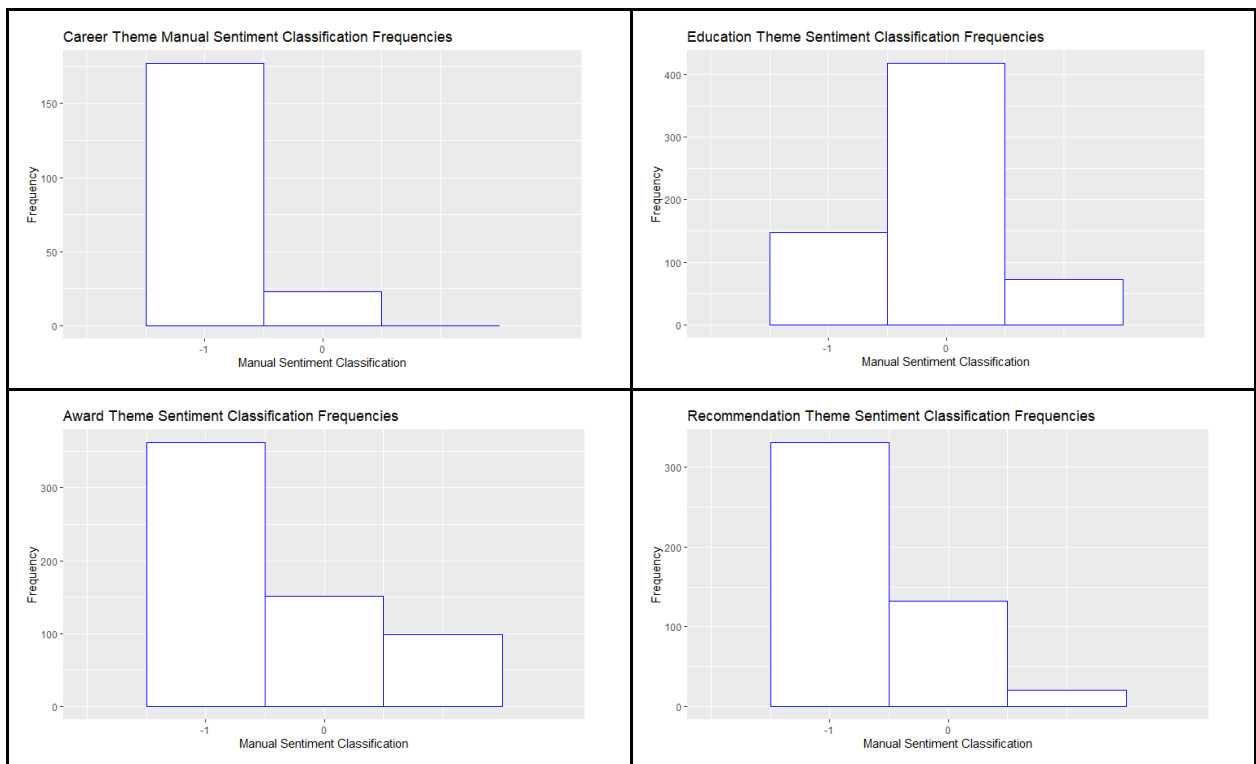 Career Theme Manual Sentiment Classification Frequencies
150
100
50
0
Frequency
-1 0
Manual Sentiment Classification
Education Theme Sentiment Classification Frequencies
400
300
200
100
0
Frequency
-1 0
Manual Sentiment Classification
Award Theme Sentiment Classification Frequencies
300
200
100
0
Frequency
-1 0
Manual Sentiment Classification
Recommendation Theme Sentiment Classification Frequencies
300
200
100
0
Frequency
-1 0
Manual Sentiment Classification